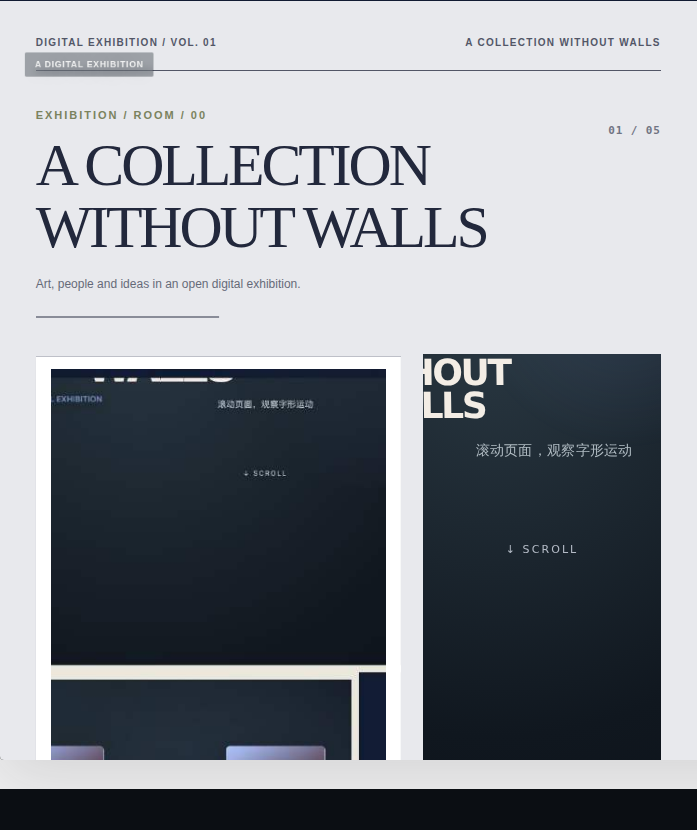 DIGITAL EXHIBITION / VOL. 01
A COLLECTION WITHOUT WALLS
A DIGITAL EXHIBITION
EXHIBITION / ROOM / 00
01 / 05
A COLLECTION
WITHOUT WALLS
Art, people and ideas in an open digital exhibition.
EXHIBITION
滚动页面，观察字形运动
↓ SCROLL
HOUT
LLS
滚动页面，观察字形运动
↓ SCROLL